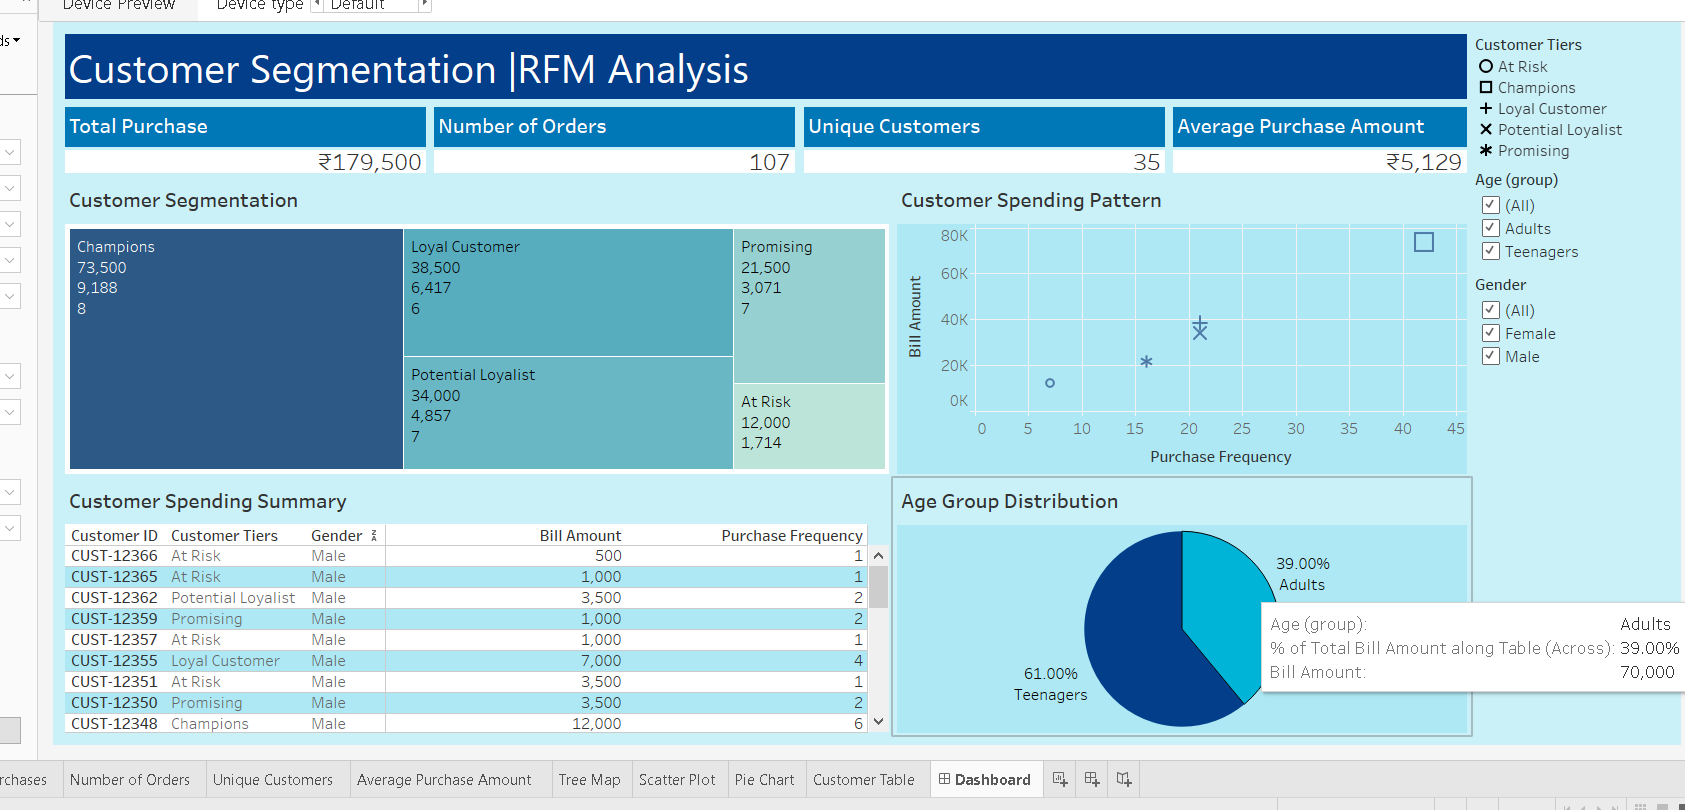 Device Preview
Device type
Default
Customer Segmentation |RFM Analysis
Total Purchase
₹179,500
Number of Orders
107
Unique Customers
35
Average Purchase Amount
₹5,129
Customer Tiers
At Risk
Champions
Loyal Customer
Potential Loyalist
Promising
Age (group)
(All)
Adults
Teenagers
Gender
(All)
Female
Male
Customer Segmentation
Champions
73,500
9,188
8
Loyal Customer
38,500
6,417
6
Potential Loyalist
34,000
4,857
7
Promising
21,500
3,071
7
At Risk
12,000
1,714
Customer Spending Pattern
Bill Amount
80K
60K
40K
20K
0K
0 5 10 15 20 25 30 35 40 45
Purchase Frequency
Customer Spending Summary
Customer ID Customer Tiers Gender Bill Amount Purchase Frequency
CUST-12366 At Risk Male 500 1
CUST-12365 At Risk Male 1,000 1
CUST-12362 Potential Loyalist Male 3,500 2
CUST-12359 Promising Male 1,000 2
CUST-12357 At Risk Male 1,000 1
CUST-12355 Loyal Customer Male 7,000 4
CUST-12351 At Risk Male 3,500 1
CUST-12350 Promising Male 3,500 2
CUST-12348 Champions Male 12,000 6
Age Group Distribution
39.00%
Adults
61.00%
Teenagers
Age (group): Adults
% of Total Bill Amount along Table (Across): 39.00%
Bill Amount: 70,000
Number of Orders Unique Customers Average Purchase Amount Tree Map Scatter Plot Pie Chart Customer Table Dashboard